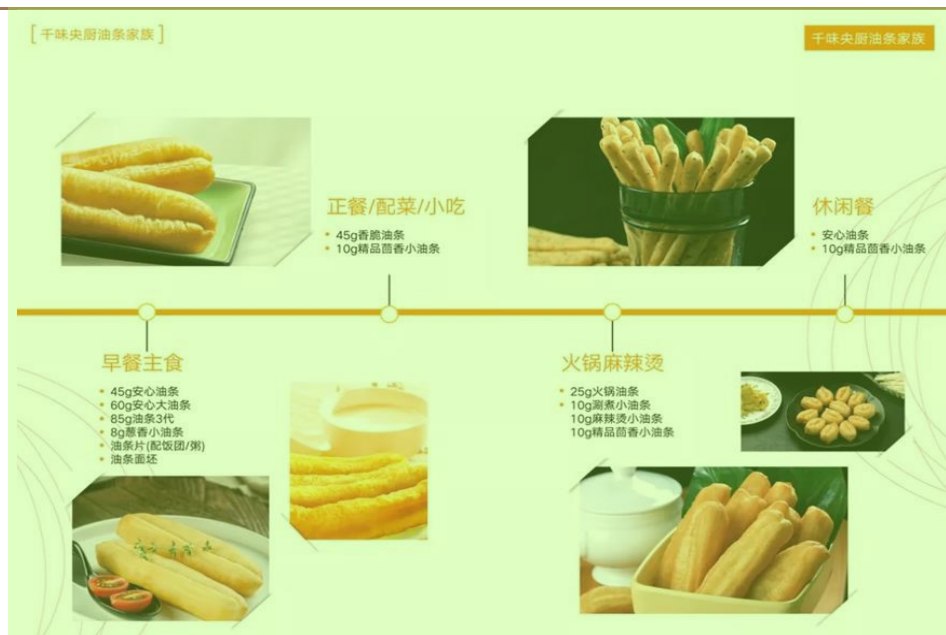 [千味央厨油条家族]
千味央厨油条家族
正餐/配菜/小吃
• 45g香脆油条
• 10g精品茴香小油条
休闲餐
• 安心油条
• 10g精品茴香小油条
早餐主食
• 45g安心油条
• 60g安心大油条
• 85g油条3代
• 8g葱香小油条
• 油条片(配饭团/粥)
• 油条面坯
火锅麻辣烫
• 25g火锅油条
• 10g涮煮小油条
10g麻辣烫小油条
10g精品茴香小油条